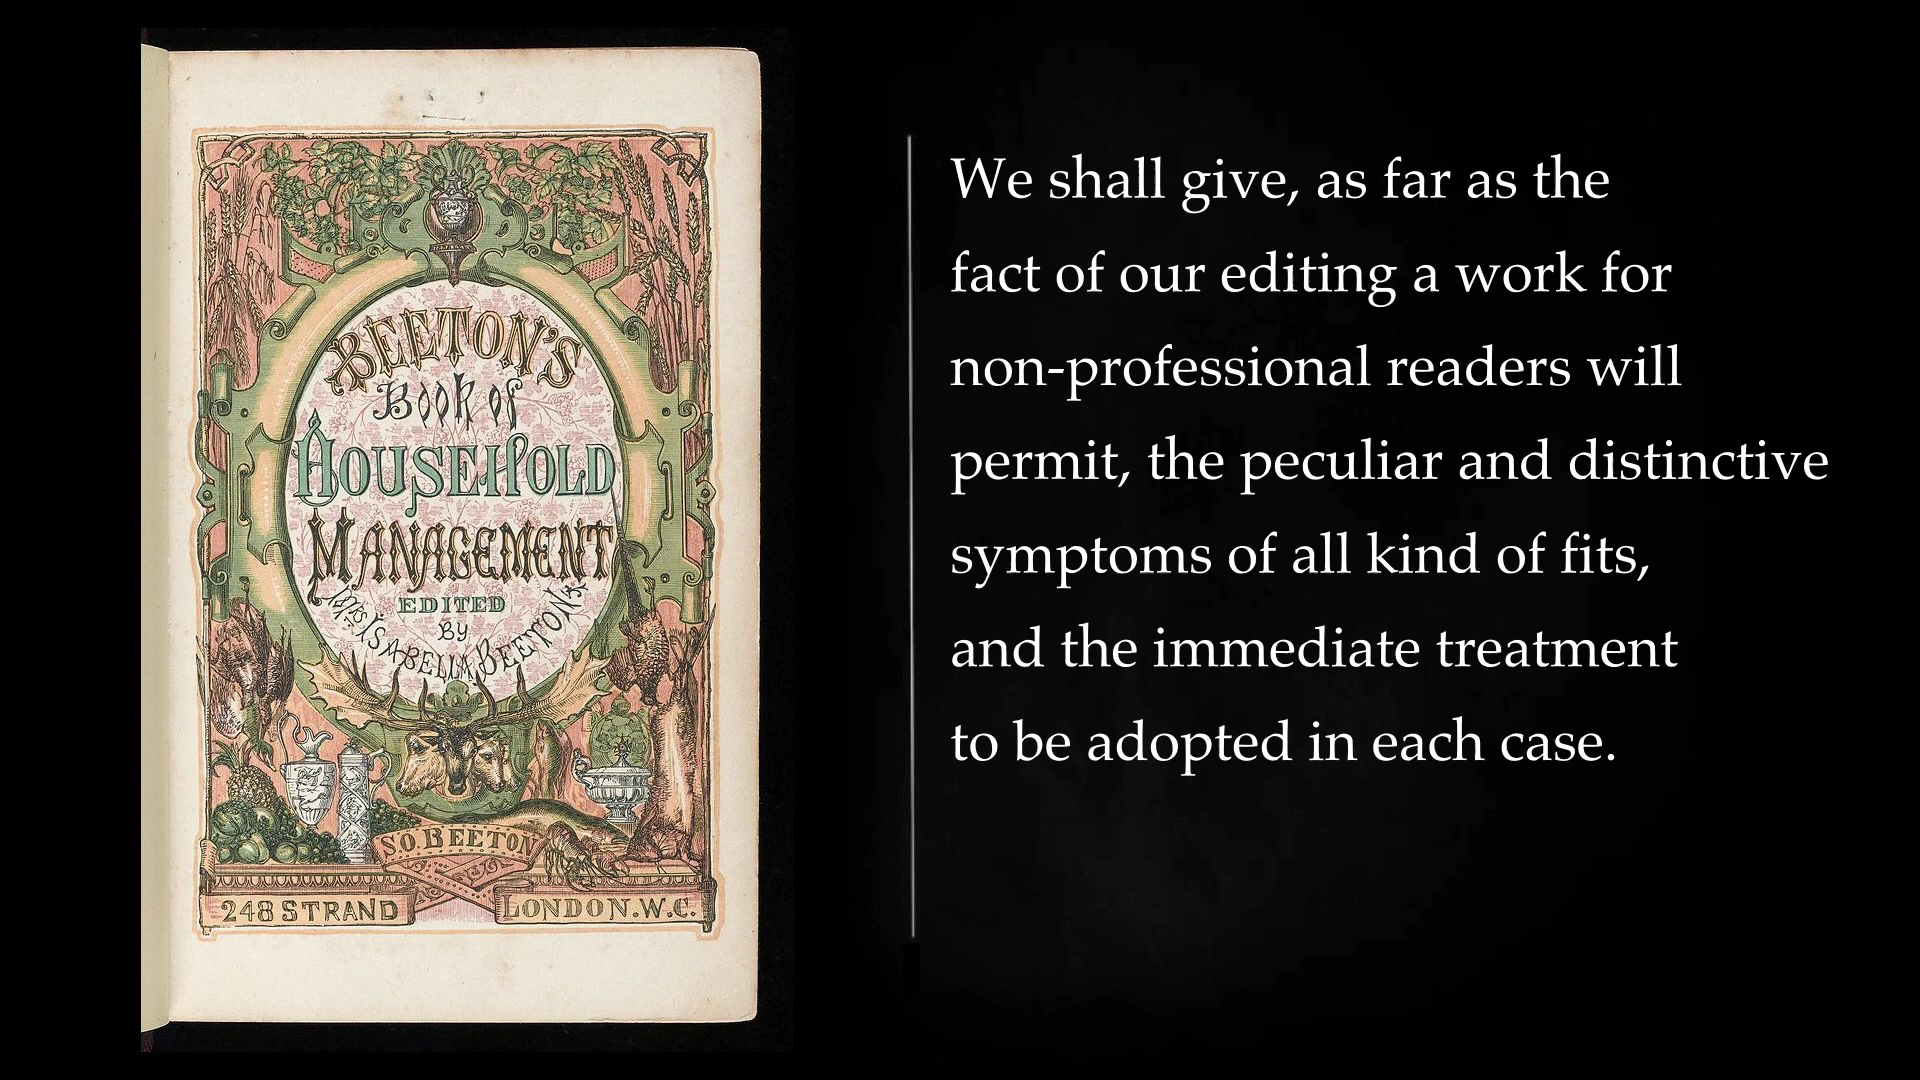 BEETON'S
Book of
HOUSEHOLD
MANAGEMENT
EDITED
BY
MRS ISABELLA BEETON
S.O. BEETON
248 STRAND
LONDON. W.C.
We shall give, as far as the
fact of our editing a work for
non-professional readers will
permit, the peculiar and distinctive
symptoms of all kind of fits,
and the immediate treatment
to be adopted in each case.